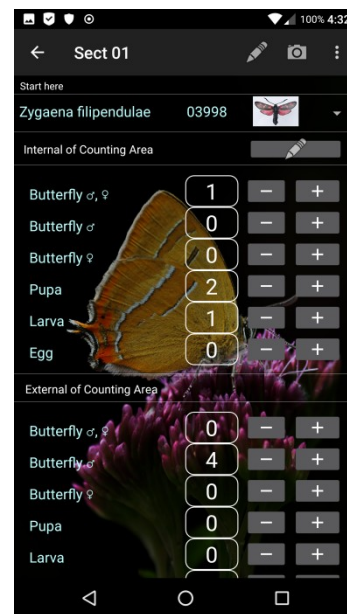 100% 4:32
Sect 01
Start here
Zygaena filipendulae 03998
Internal of Counting Area
Butterfly ♂, ♀ 1 − +
Butterfly ♂ 0 − +
Butterfly ♀ 0 − +
Pupa 2 − +
Larva 1 − +
Egg 0 − +
External of Counting Area
Butterfly ♂, ♀ 0 − +
Butterfly ♂ 4 − +
Butterfly ♀ 0 − +
Pupa 0 − +
Larva 0 − +